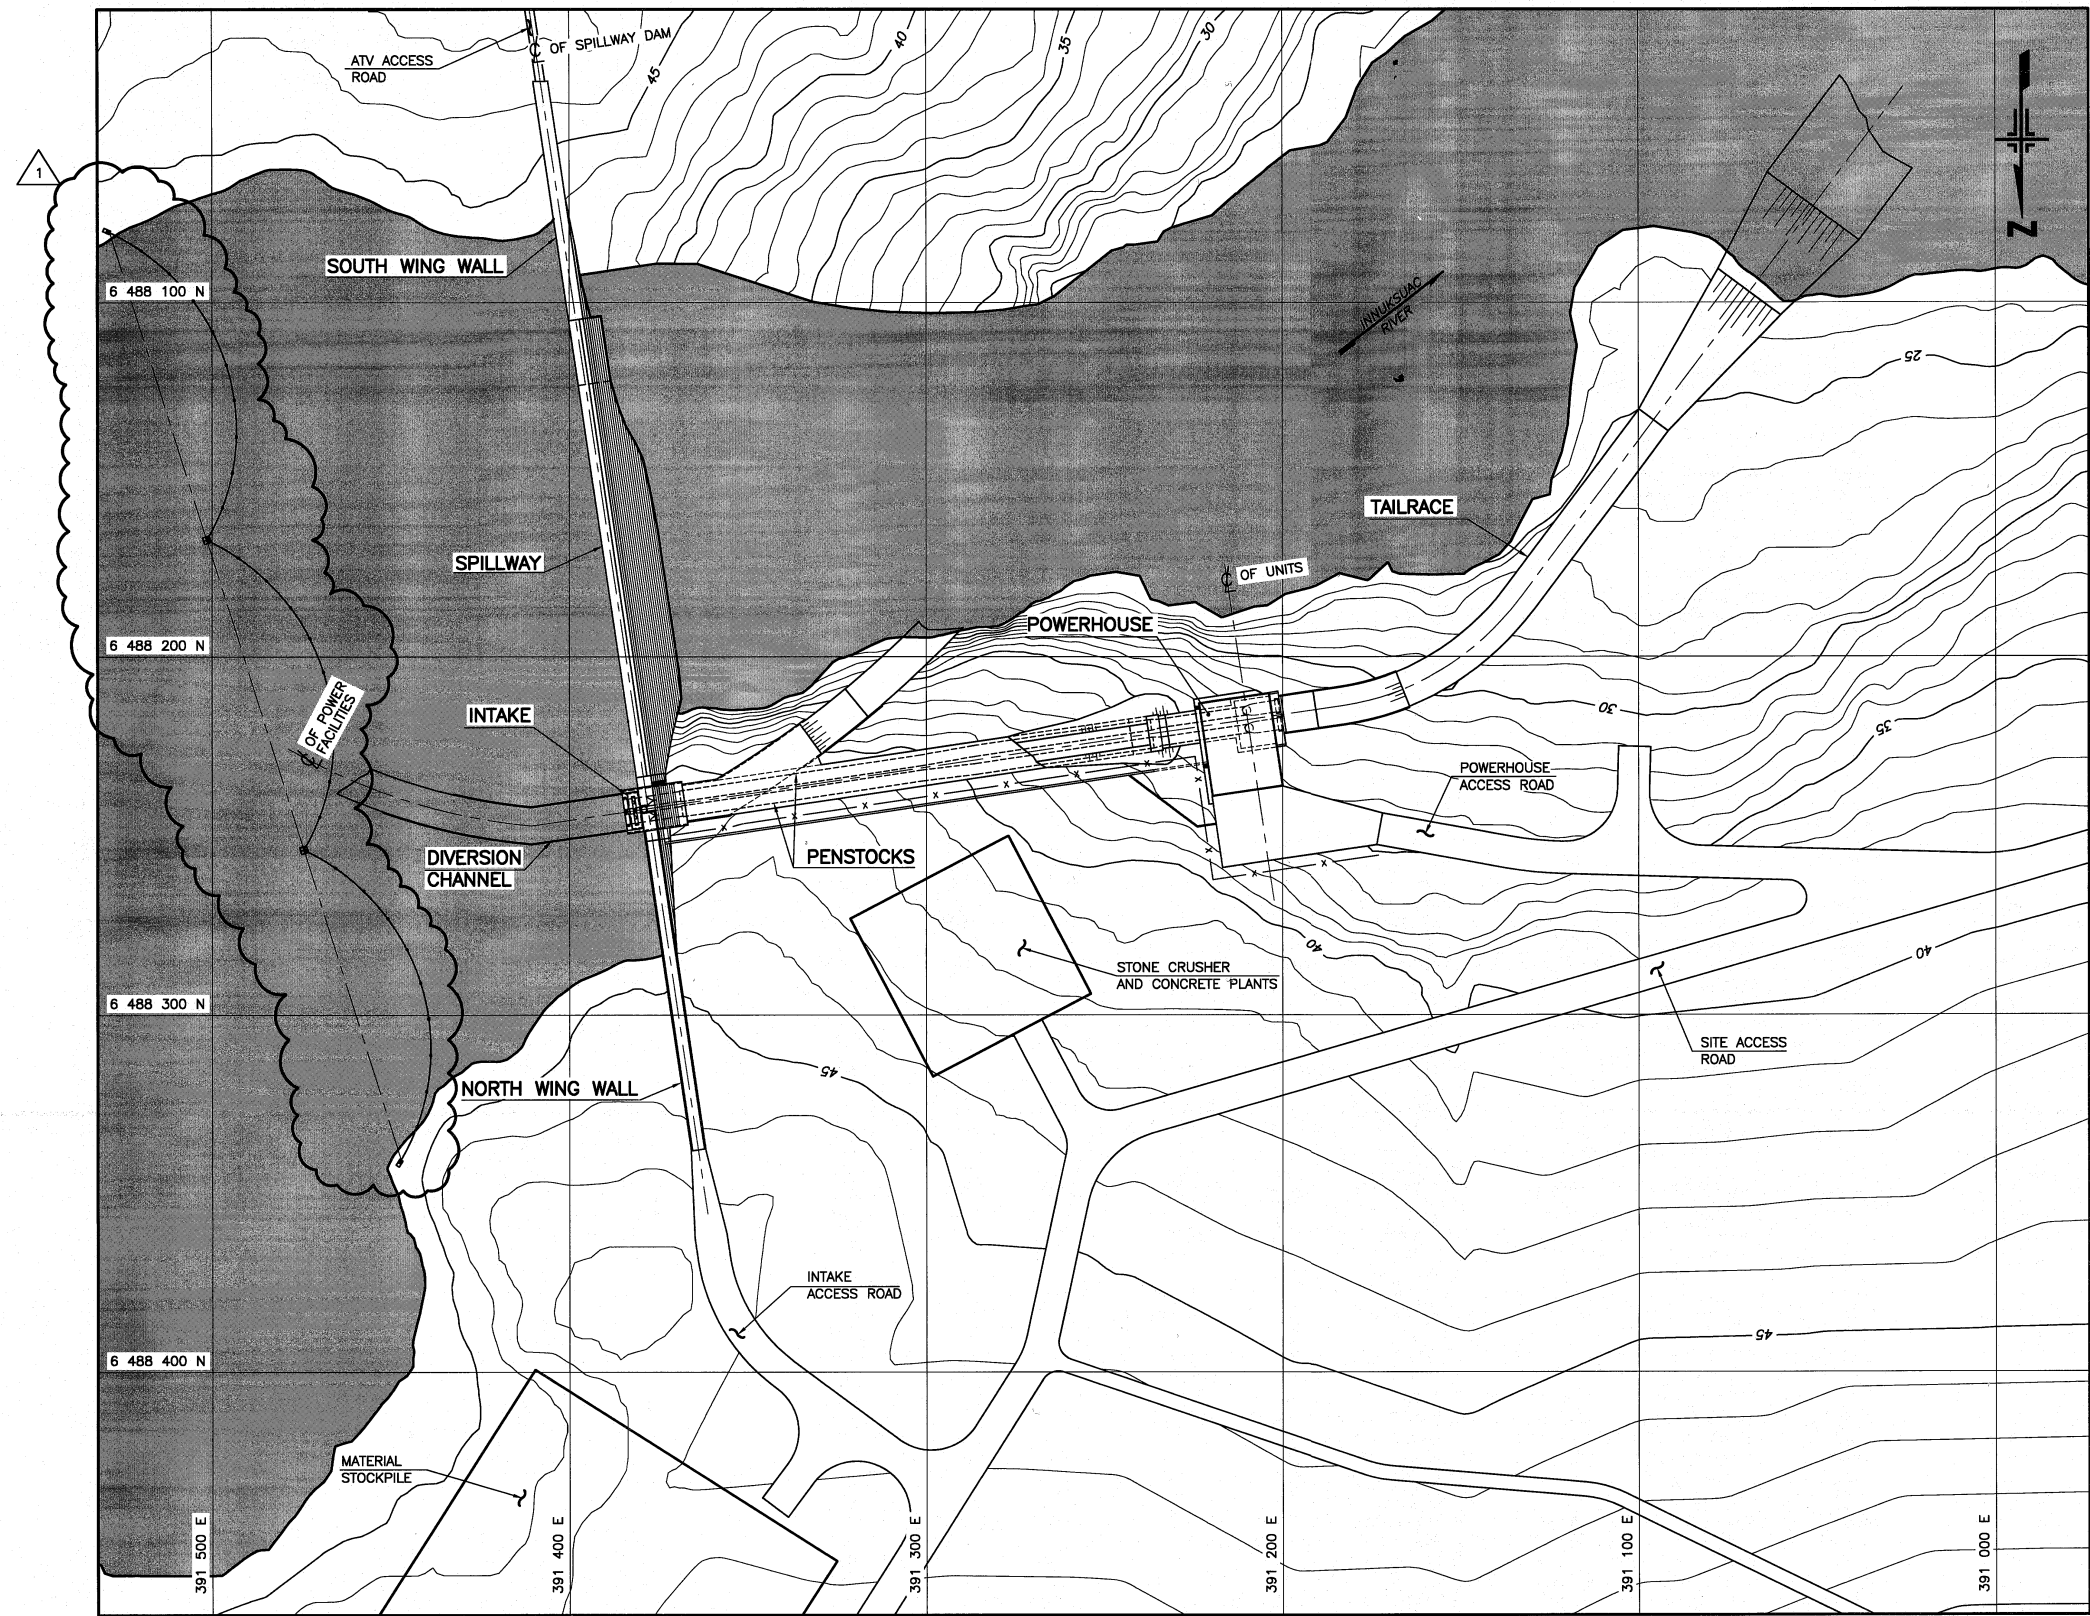 ATV ACCESS
ROAD
℄ OF SPILLWAY DAM
45
40
35
30
1
N
SOUTH WING WALL
6 488 100 N
INNUKSUAC
RIVER
25
TAILRACE
SPILLWAY
℄ OF UNITS
POWERHOUSE
6 488 200 N
℄ OF POWER
FACILITIES
INTAKE
30
35
POWERHOUSE
ACCESS ROAD
DIVERSION
CHANNEL
PENSTOCKS
40
40
STONE CRUSHER
AND CONCRETE PLANTS
6 488 300 N
SITE ACCESS
ROAD
45
NORTH WING WALL
INTAKE
ACCESS ROAD
45
6 488 400 N
MATERIAL
STOCKPILE
391 500 E
391 400 E
391 300 E
391 200 E
391 100 E
391 000 E